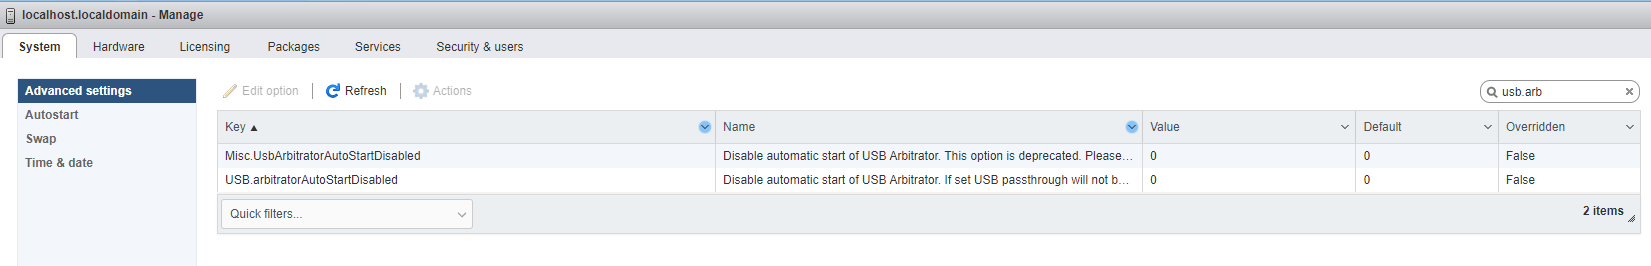 localhost.localdomain - Manage
System Hardware Licensing Packages Services Security & users
Advanced settings
Autostart
Swap
Time & date
Edit option Refresh Actions usb.arb
Key Name Value Default Overridden
Misc.UsbArbitratorAutoStartDisabled Disable automatic start of USB Arbitrator. This option is deprecated. Please... 0 0 False
USB.arbitratorAutoStartDisabled Disable automatic start of USB Arbitrator. If set USB passthrough will not b... 0 0 False
Quick filters... 2 items